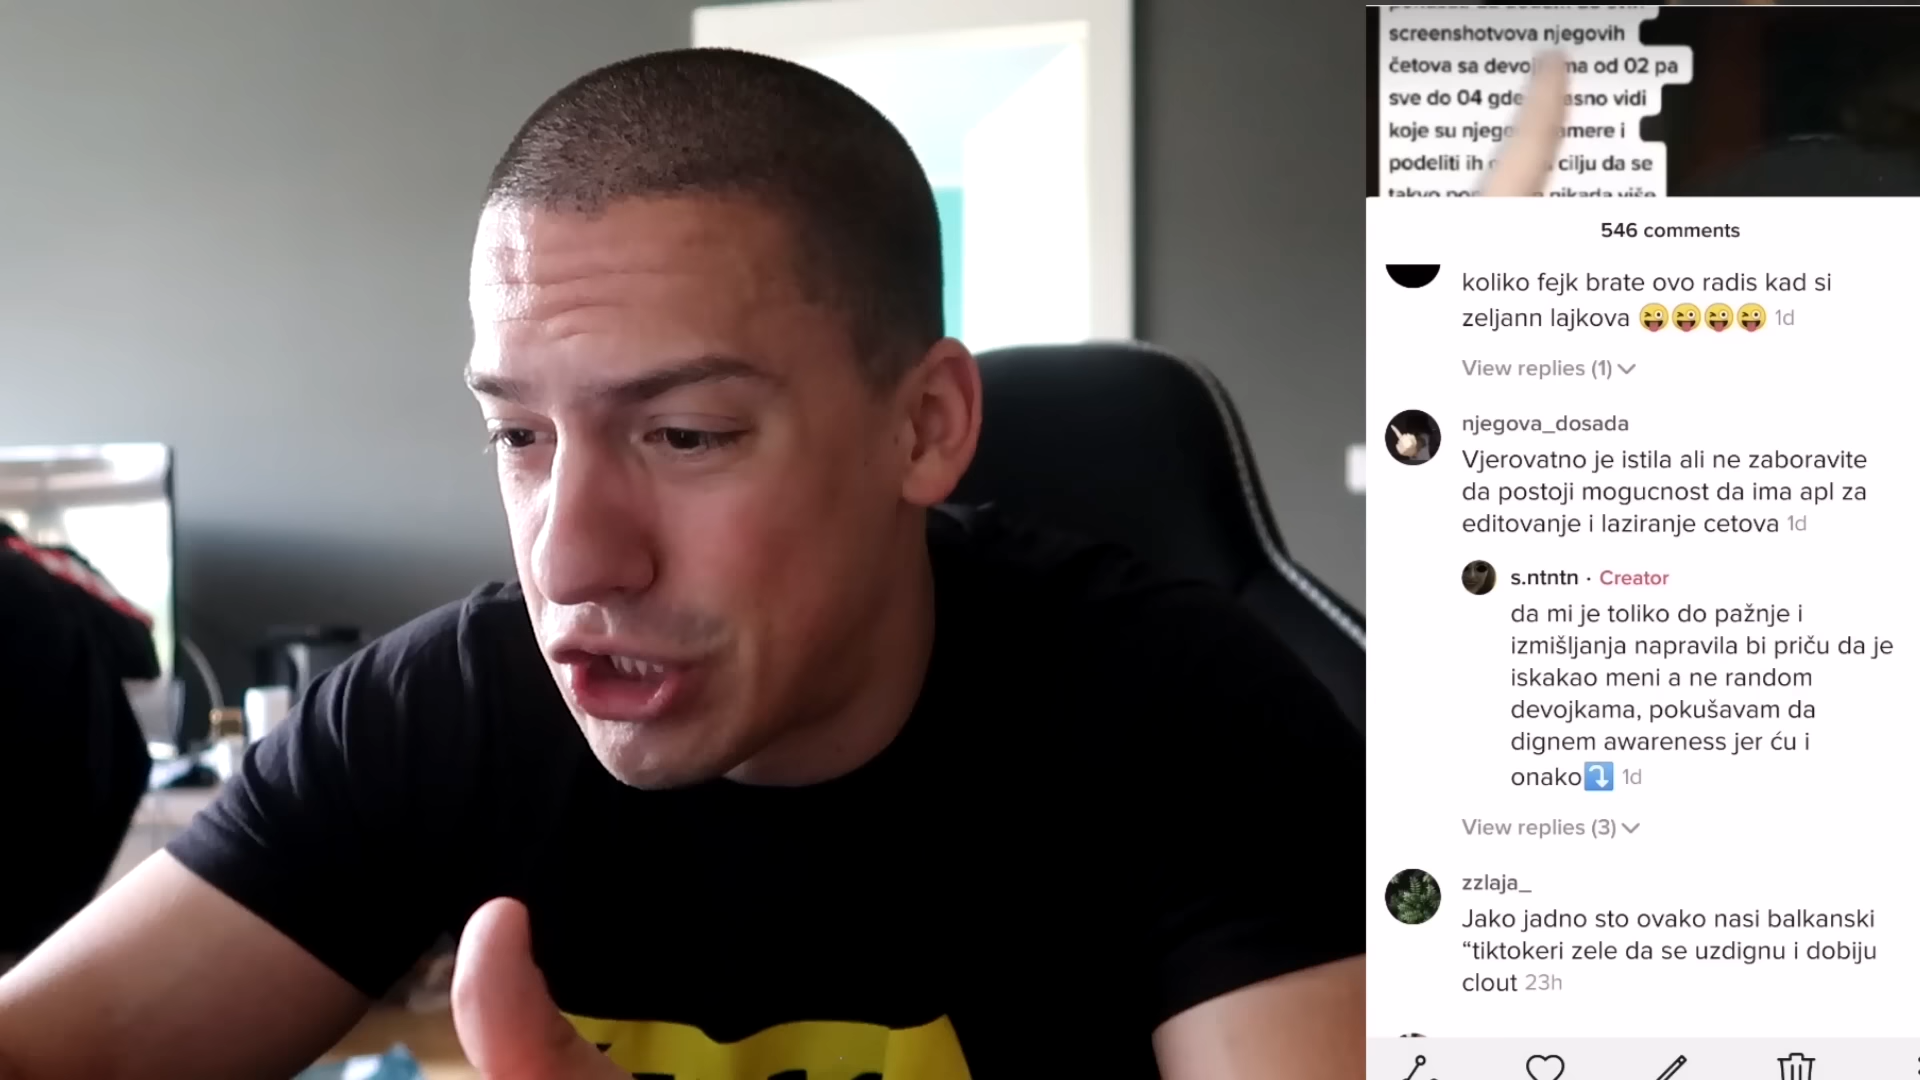 screenshotvova njegovih
četova sa devoj ma od 02 pa
sve do 04 gde asno vidi
koje su njego amere i
podeliti ih cilju da se
nikada više
546 comments
koliko fejk brate ovo radis kad si
zeljann lajkova 😜😜😜😜 1d
View replies (1)
njegova_dosada
Vjerovatno je istila ali ne zaboravite
da postoji mogucnost da ima apl za
editovanje i laziranje cetova 1d
s.ntntn · Creator
da mi je toliko do pažnje i
izmišljanja napravila bi priču da je
iskakao meni a ne random
devojkama, pokušavam da
dignem awareness jer ću i
onako⤵️ 1d
View replies (3)
zzlaja_
Jako jadno sto ovako nasi balkanski
“tiktokeri zele da se uzdignu i dobiju
clout 23h